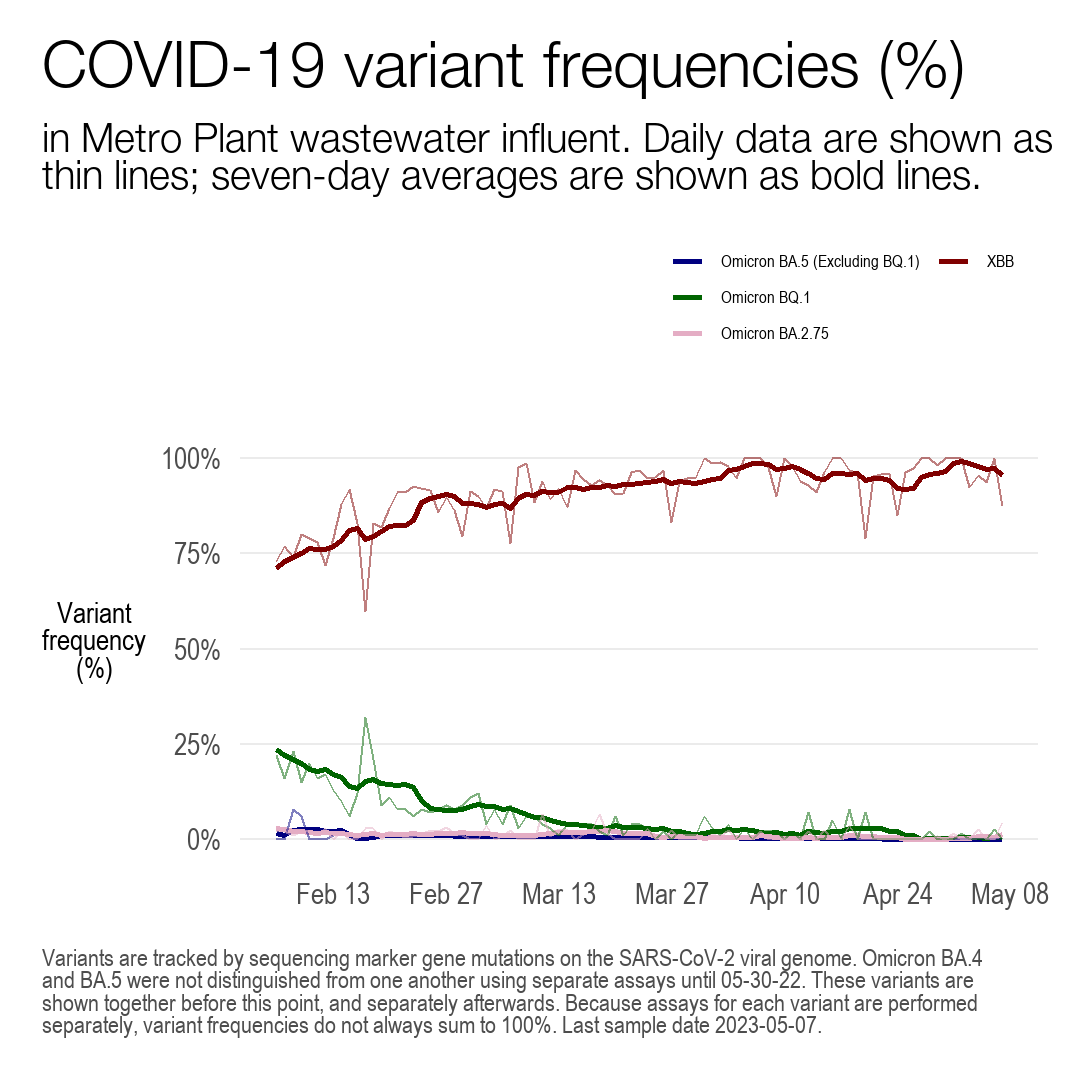 COVID-19 variant frequencies (%)
in Metro Plant wastewater influent. Daily data are shown as
thin lines; seven-day averages are shown as bold lines.
Omicron BA.5 (Excluding BQ.1)
XBB
Omicron BQ.1
Omicron BA.2.75
100%
75%
50%
25%
0%
Variant
frequency
(%)
Feb 13
Feb 27
Mar 13
Mar 27
Apr 10
Apr 24
May 08
Variants are tracked by sequencing marker gene mutations on the SARS-CoV-2 viral genome. Omicron BA.4
and BA.5 were not distinguished from one another using separate assays until 05-30-22. These variants are
shown together before this point, and separately afterwards. Because assays for each variant are performed
separately, variant frequencies do not always sum to 100%. Last sample date 2023-05-07.